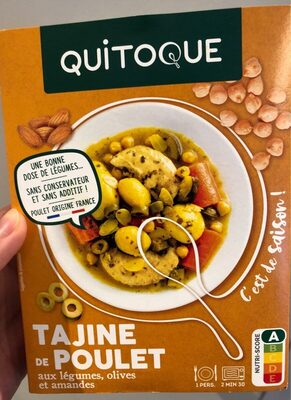 QUiTOQUE
UNE BONNE
DOSE DE LÉGUMES...
SANS CONSERVATEUR
ET SANS ADDITIF !
POULET ORIGINE FRANCE
C'est de saison !
TAJINE
DE POULET
aux légumes, olives
et amandes
1 PERS.
2 MIN 30
NUTRI-SCORE
A
B
C
D
E